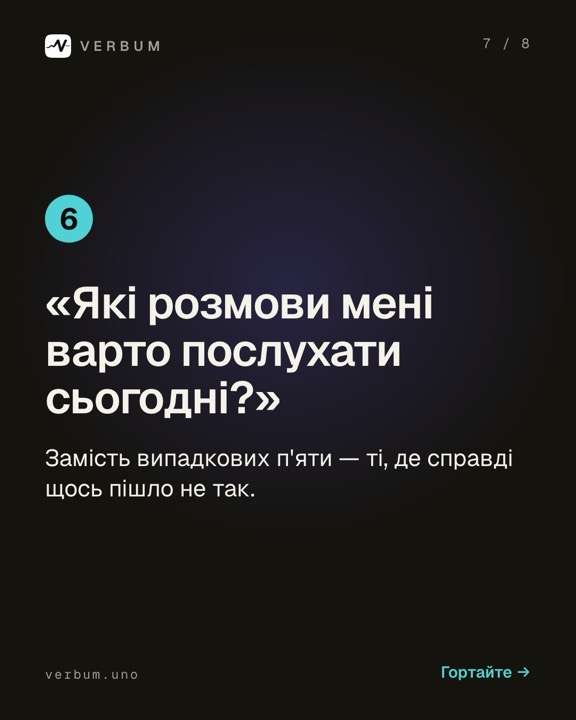 VERBUM
7 / 8
6
«Які розмови мені
варто послухати
сьогодні?»
Замість випадкових п'яти — ті, де справді
щось пішло не так.
verbum.uno
Гортайте →